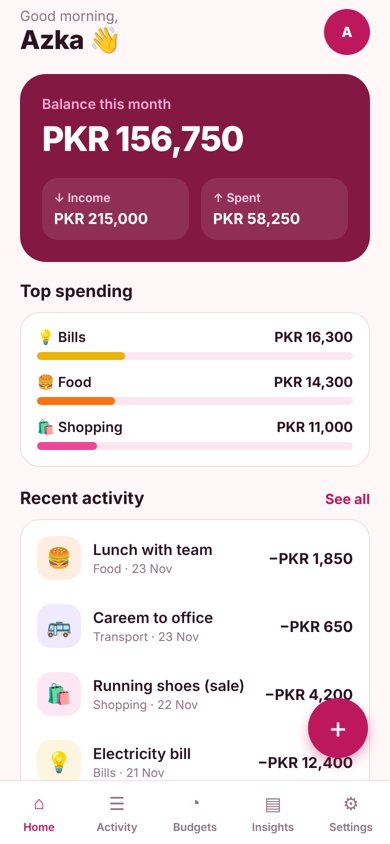 Good morning,
Azka 👋
A
Balance this month
PKR 156,750
↓ Income
PKR 215,000
↑ Spent
PKR 58,250
Top spending
💡 Bills PKR 16,300
🍔 Food PKR 14,300
🛍️ Shopping PKR 11,000
Recent activity See all
Lunch with team
Food · 23 Nov
−PKR 1,850
Careem to office
Transport · 23 Nov
−PKR 650
Running shoes (sale)
Shopping · 22 Nov
−PKR 4,200
Electricity bill
Bills · 21 Nov
−PKR 12,400
+
Home Activity Budgets Insights Settings